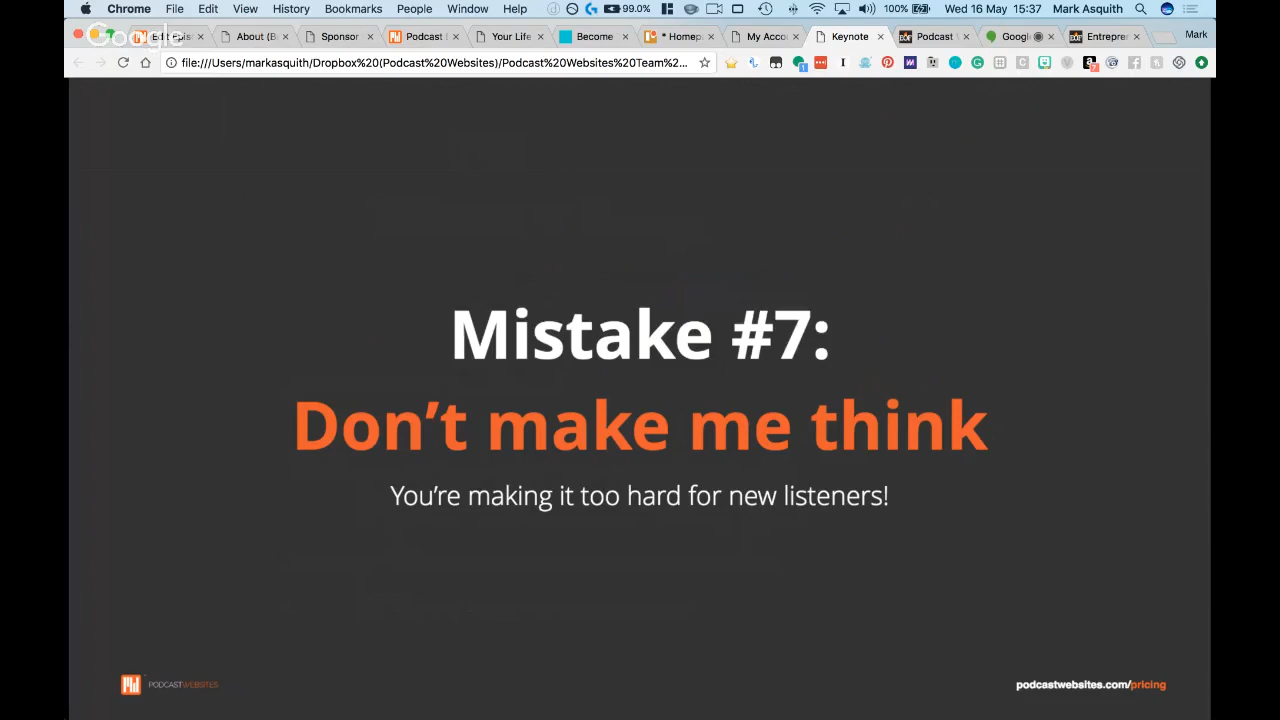 Chrome File Edit View History Bookmarks People Window Help 99.0% 100% Wed 16 May 15:37 Mark Asquith
Google
About (B Sponsor Podcast Your Life Become * Homep My Acco Keynote Podcast Googl Entreprer Mark
file:///Users/markasquith/Dropbox%20(Podcast%20Websites)/Podcast%20Websites%20Team%2...
Mistake #7:
Don't make me think
You're making it too hard for new listeners!
PODCASTWEBSITES
podcastwebsites.com/pricing